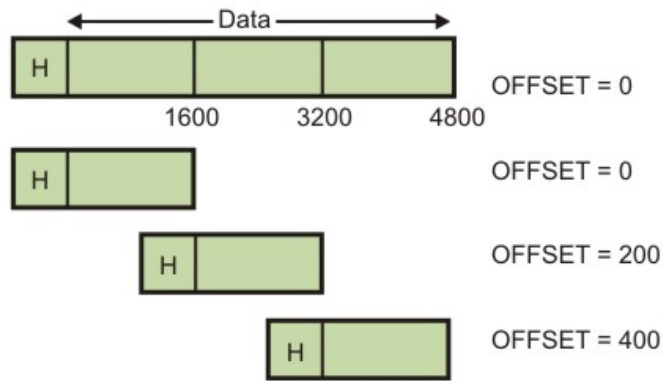 Data
H
OFFSET = 0
1600 3200 4800
H
OFFSET = 0
H
OFFSET = 200
H
OFFSET = 400